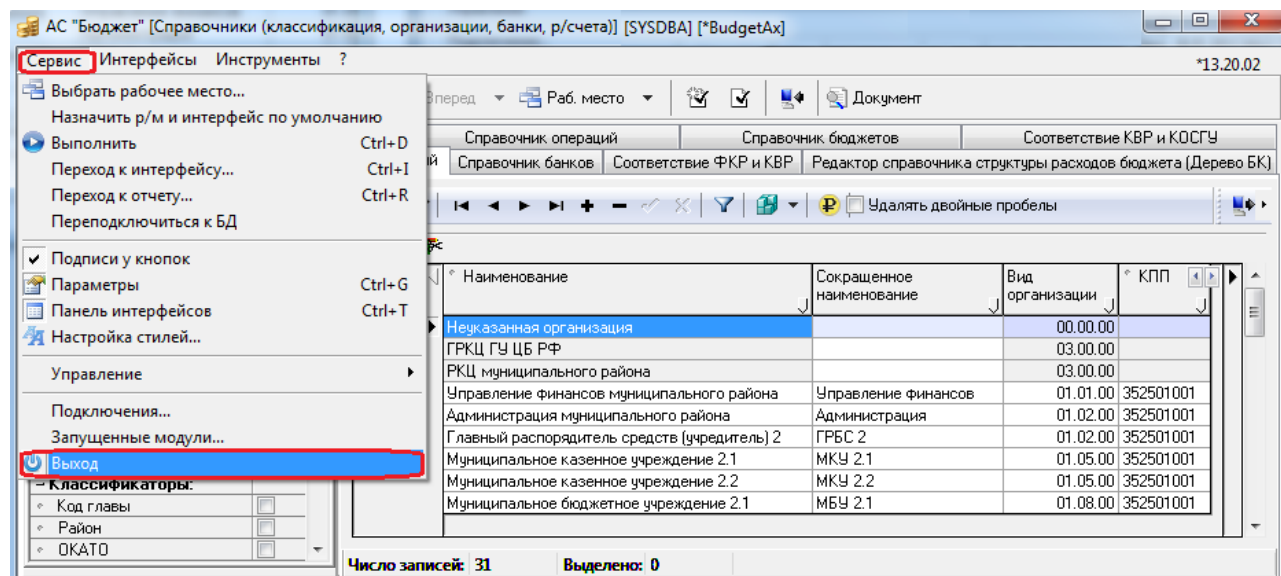 АС "Бюджет" [Справочники (классификация, организации, банки, р/счета)] [SYSDBA] [*BudgetAx]
Сервис Интерфейсы Инструменты ?
*13.20.02
Выбрать рабочее место...
Назначить р/м и интерфейс по умолчанию
Выполнить Ctrl+D
Переход к интерфейсу... Ctrl+I
Переход к отчету... Ctrl+R
Переподключиться к БД
Подписи у кнопок
Параметры Ctrl+G
Панель интерфейсов Ctrl+T
Настройка стилей...
Управление
Подключения...
Запущенные модули...
Выход
Классификаторы:
Код главы
Район
ОКАТО
Раб. место Документ
Справочник операций Справочник бюджетов Соответствие КВР и КОСГУ
Справочник банков Соответствие ФКР и КВР Редактор справочника структуры расходов бюджета (Дерево БК)
Удалять двойные пробелы
Наименование Сокращенное наименование Вид организации КПП
Неуказанная организация 00.00.00
ГРКЦ ГУ ЦБ РФ 03.00.00
РКЦ муниципального района 03.00.00
Управление финансов муниципального района Управление финансов 01.01.00 352501001
Администрация муниципального района Администрация 01.02.00 352501001
Главный распорядитель средств (учредитель) 2 ГРБС 2 01.02.00 352501001
Муниципальное казенное учреждение 2.1 МКУ 2.1 01.05.00 352501001
Муниципальное казенное учреждение 2.2 МКУ 2.2 01.05.00 352501001
Муниципальное бюджетное учреждение 2.1 МБУ 2.1 01.08.00 352501001
Число записей: 31 Выделено: 0